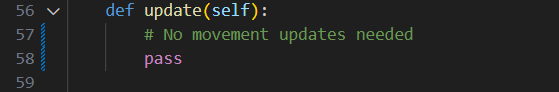 56 def update(self):
57 # No movement updates needed
58 pass
59